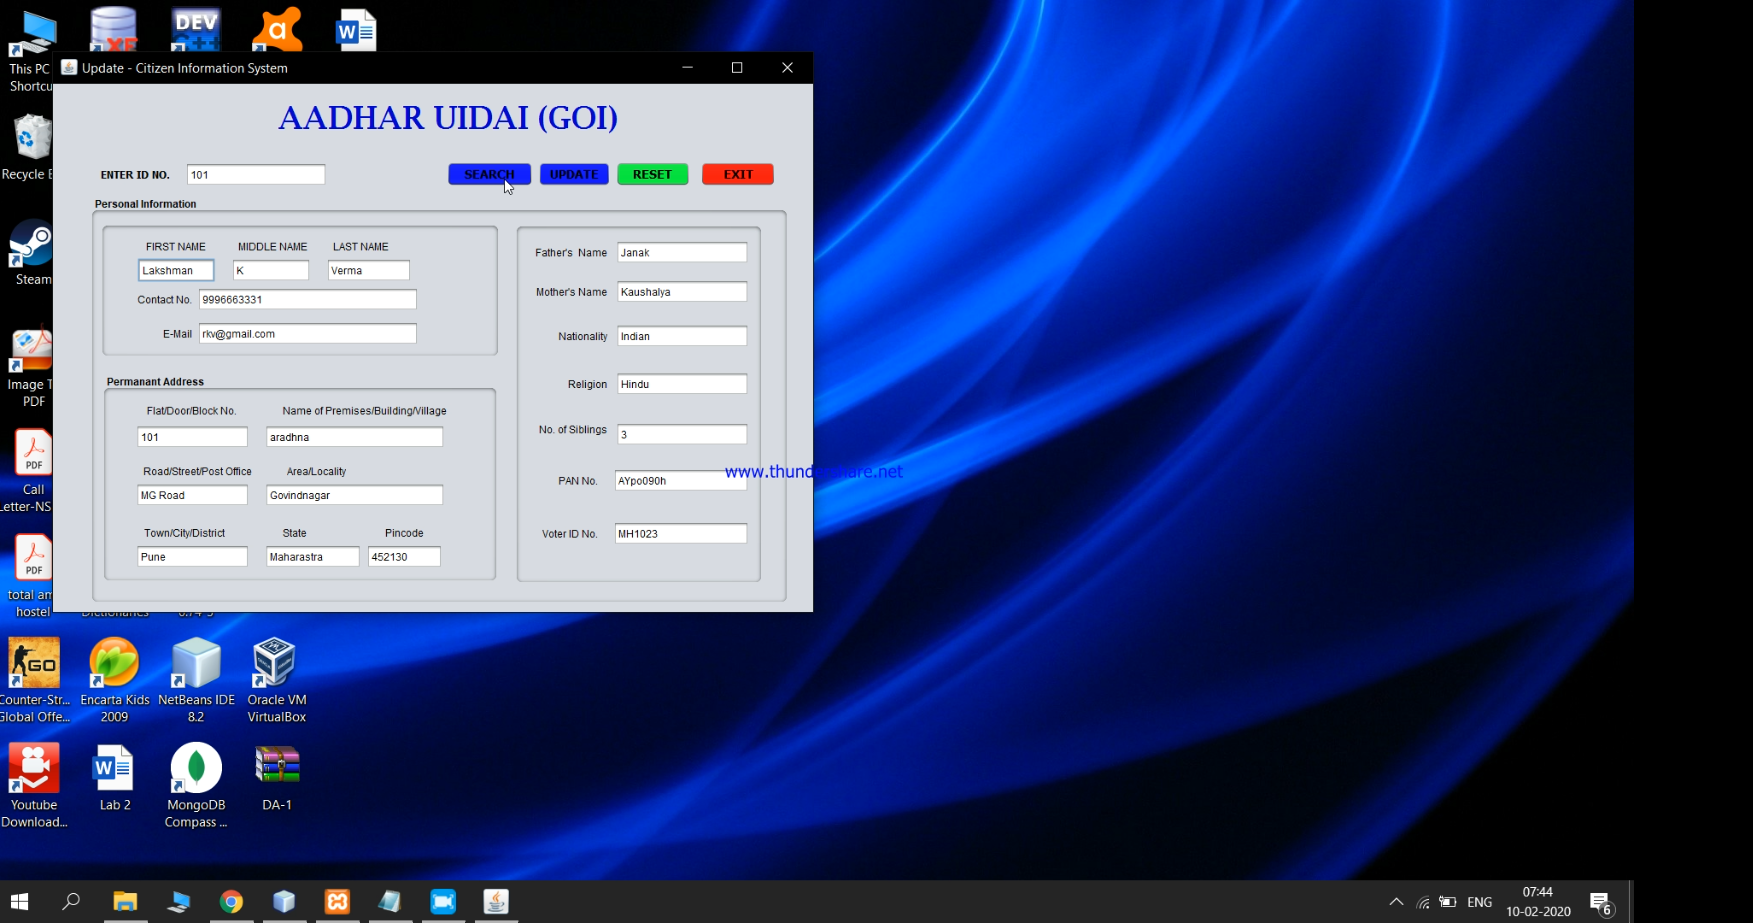 DEV
C++
This PC
Shortcu
Update - Citizen Information System
AADHAR UIDAI (GOI)
Recycle
ENTER ID NO. 101 SEARCH UPDATE RESET EXIT
Personal Information
FIRST NAME MIDDLE NAME LAST NAME
Lakshman K Verma
Contact No. 9996663331
E-Mail rkv@gmail.com
Father's Name Janak
Mother's Name Kaushalya
Nationality Indian
Religion Hindu
No. of Siblings 3
PAN No. AYpo090h
Voter ID No. MH1023
Permanant Address
Flat/Door/Block No. Name of Premises/Building/Village
101 aradhna
Road/Street/Post Office Area/Locality
MG Road Govindnagar
Town/City/District State Pincode
Pune Maharastra 452130
www.thundershare.net
Steam
Image T
PDF
PDF
Call
Letter-NS
PDF
total am
hostel
GO
Counter-Str...
Global Offe...
Encarta Kids
2009
NetBeans IDE
8.2
Oracle VM
VirtualBox
Youtube
Download...
Lab 2
MongoDB
Compass ...
DA-1
ENG
07:44
10-02-2020
6